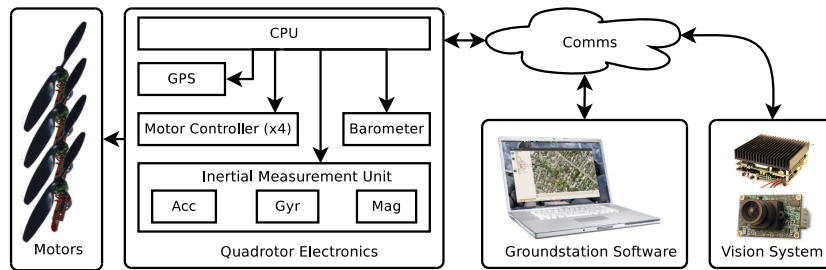 CPU
GPS
Motor Controller (x4)
Barometer
Inertial Measurement Unit
Acc
Gyr
Mag
Comms
Motors
Quadrotor Electronics
Groundstation Software
Vision System